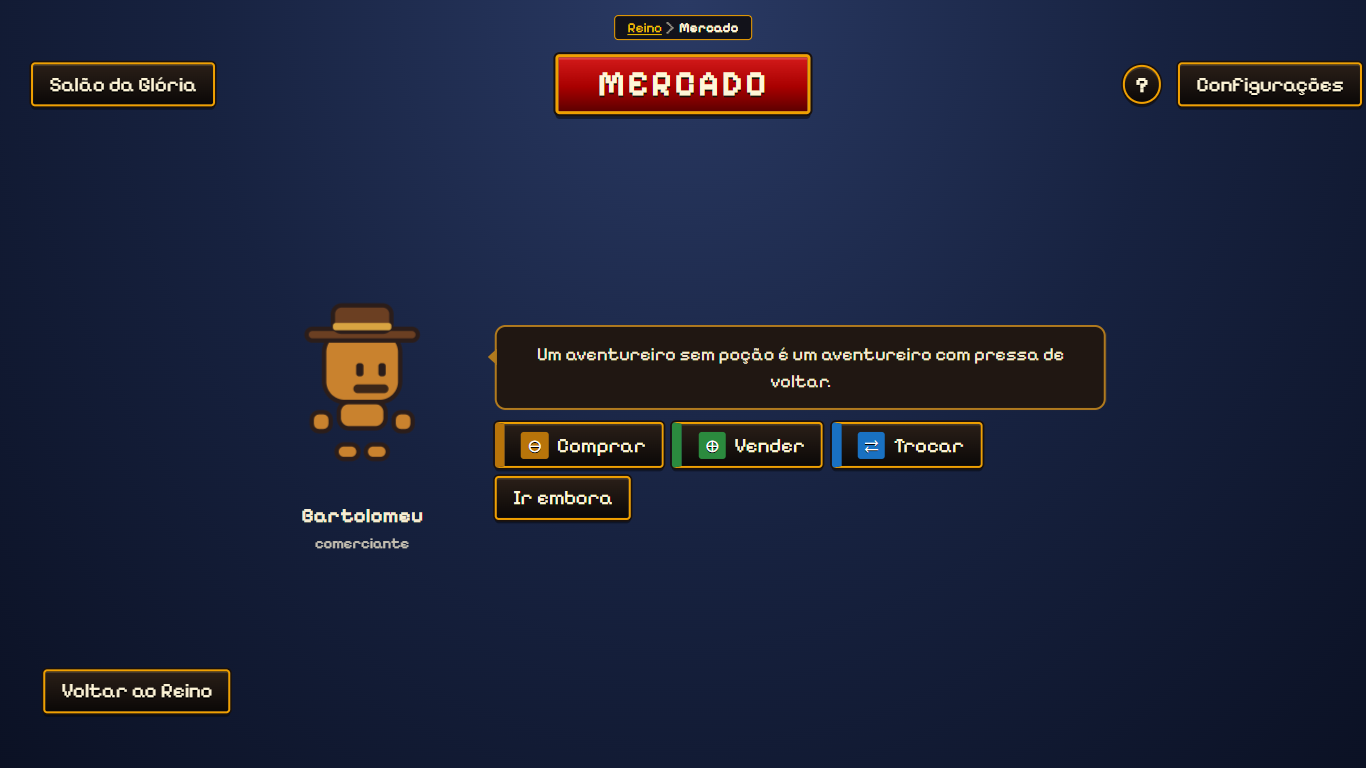 Reino > Mercado
Salão da Glória
MERCADO
?
Configurações
Um aventureiro sem poção é um aventureiro com pressa de
voltar.
Comprar
Vender
Trocar
Ir embora
Bartolomeu
comerciante
Voltar ao Reino